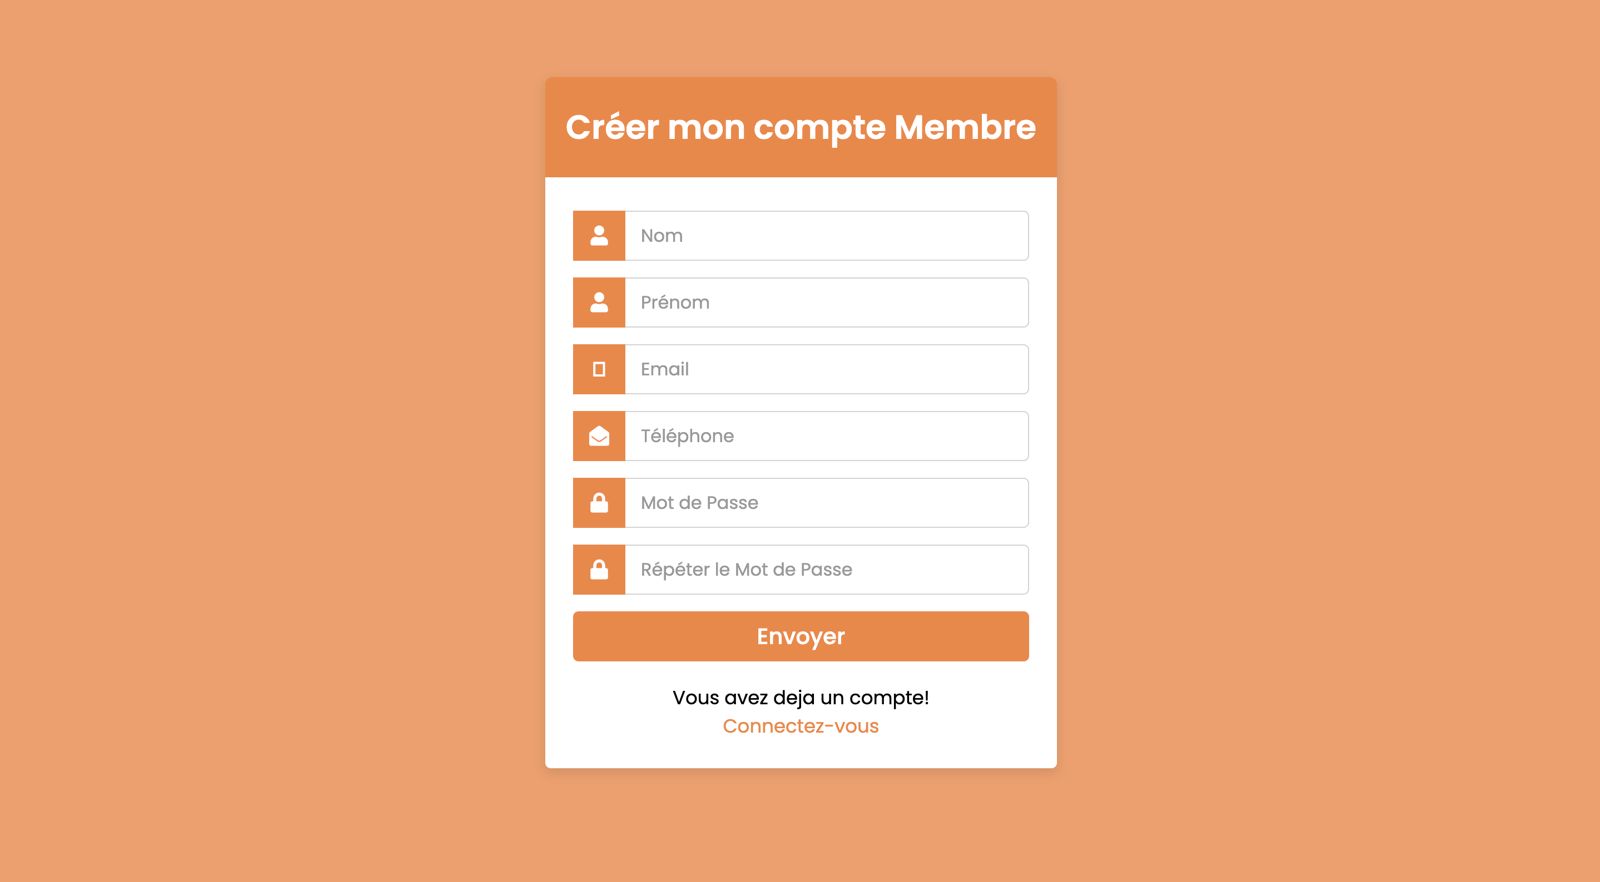 Créer mon compte Membre
Nom
Prénom
Email
Téléphone
Mot de Passe
Répéter le Mot de Passe
Envoyer
Vous avez deja un compte!
Connectez-vous